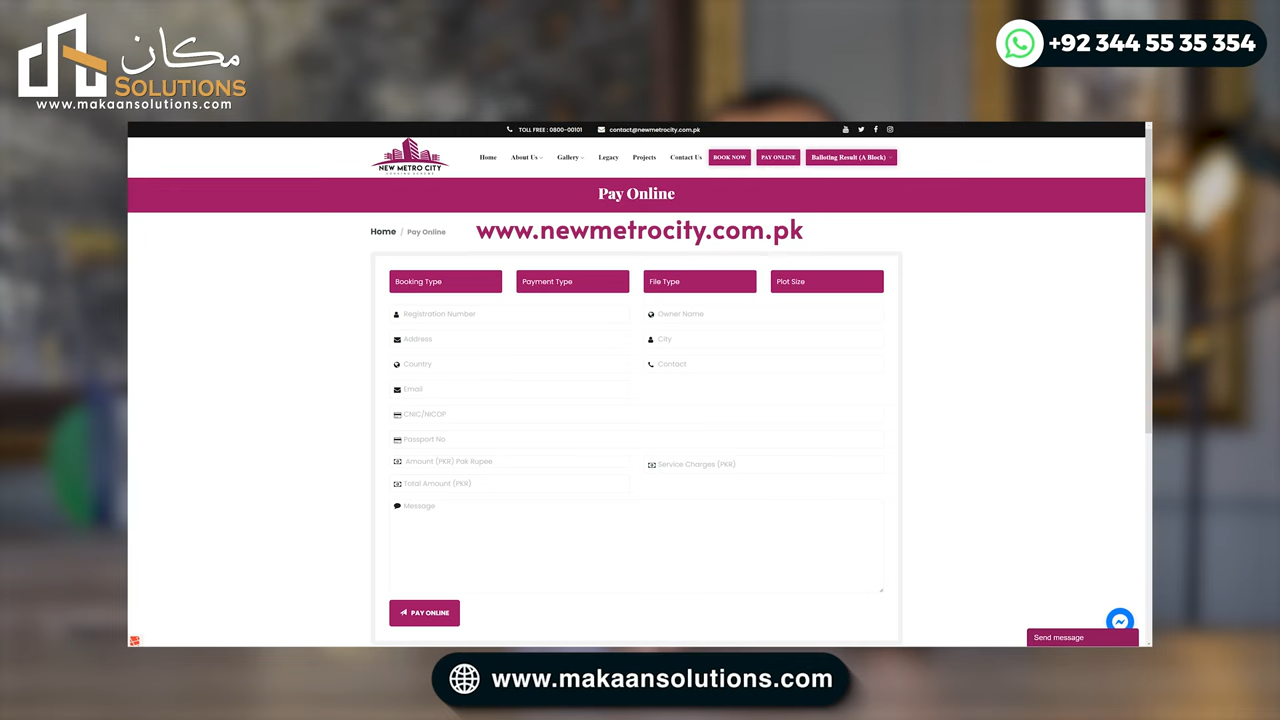 مکان
SOLUTIONS
www.makaansolutions.com
+92 344 55 35 354
TOLL FREE : 0800-00101 contact@newmetrocity.com.pk
NEW METRO CITY
HOUSING SCHEME
Home About Us Gallery Legacy Projects Contact Us BOOK NOW PAY ONLINE Balloting Result (A Block)
Pay Online
Home / Pay Online
www.newmetrocity.com.pk
Booking Type Payment Type File Type Plot Size
Registration Number Owner Name
Address City
Country Contact
Email
CNIC/NICOP
Passport No
Amount (PKR) Pak Rupee Service Charges (PKR)
Total Amount (PKR)
Message
PAY ONLINE
Send message
www.makaansolutions.com